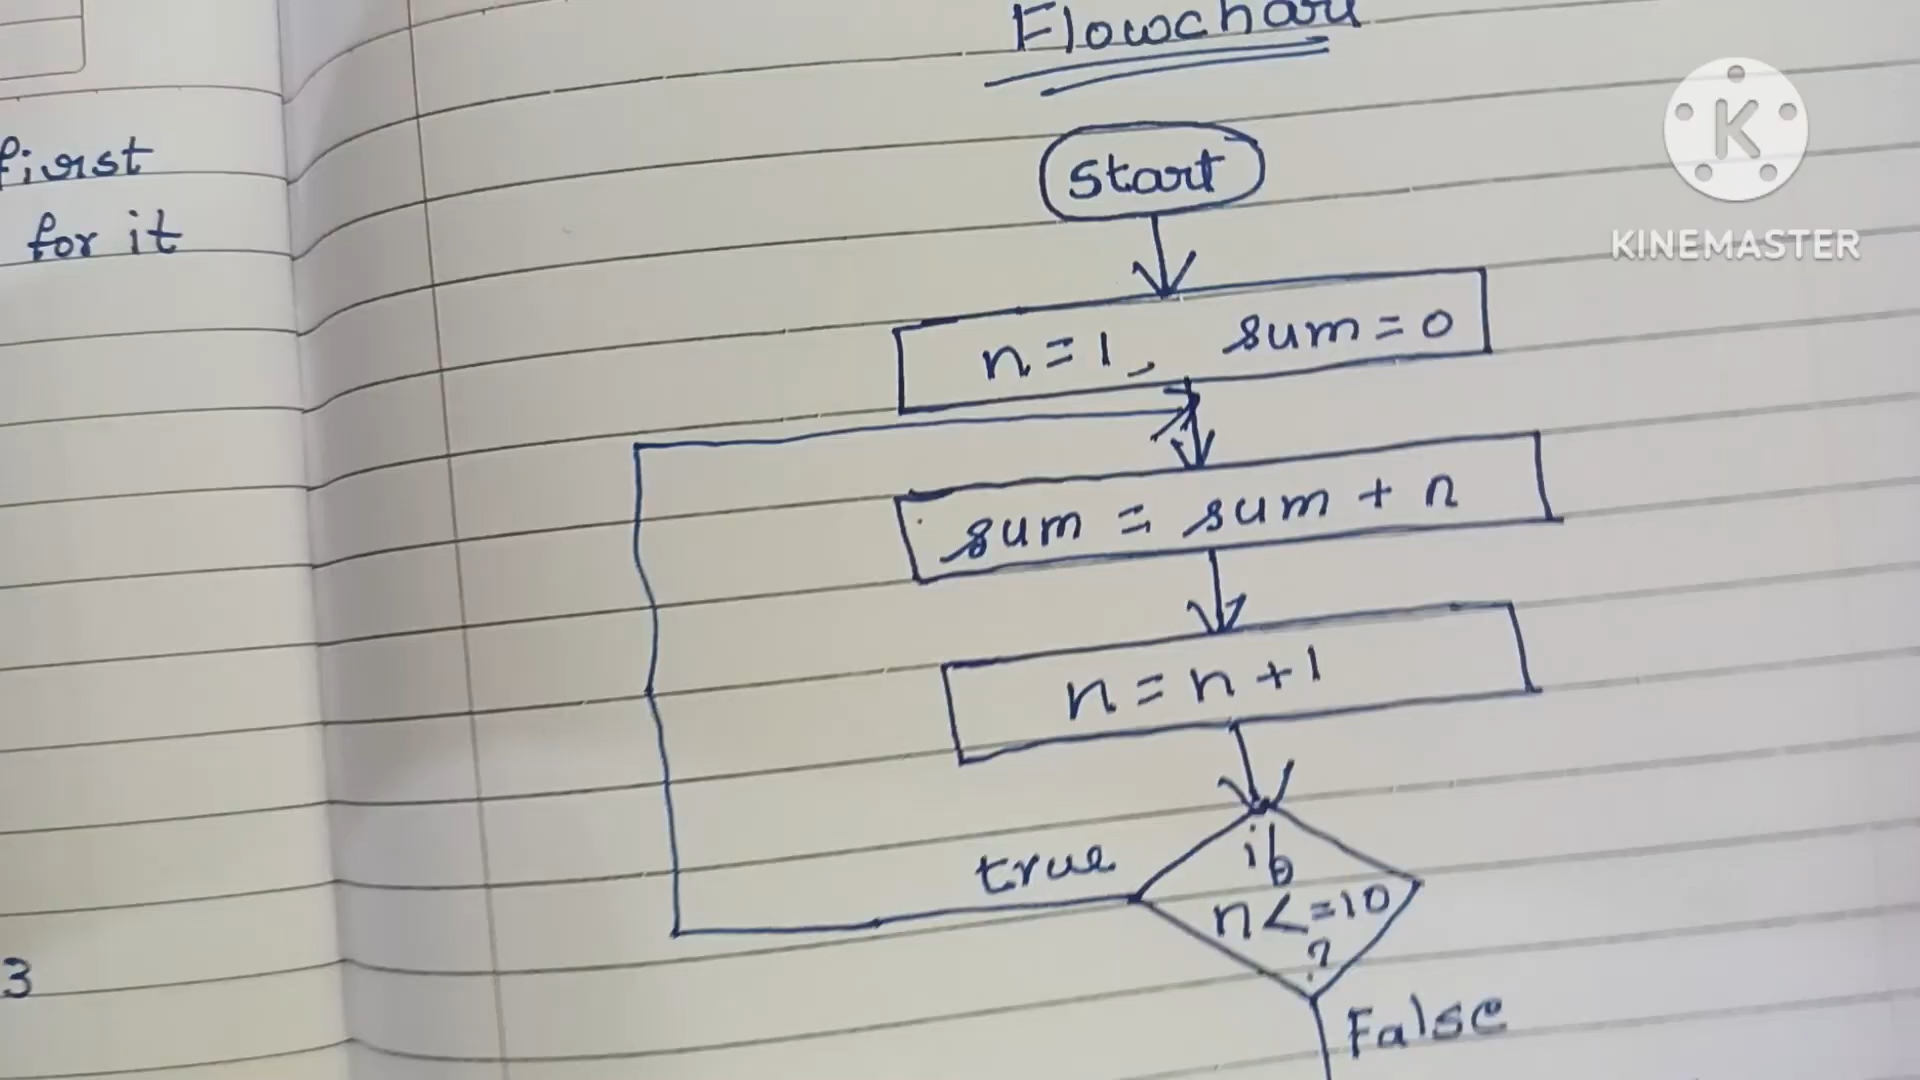 Flowchart
first
for it
3
start
n=1, sum=0
sum = sum + n
n=n+1
if
n<=10
?
true
False
K
KINEMASTER